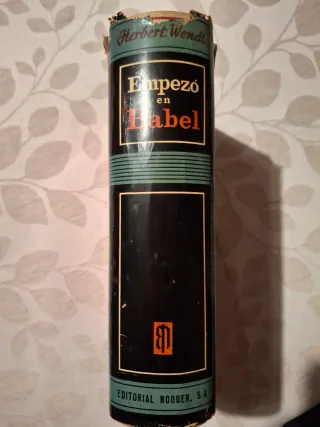 Herbert Wendt
Empezó
en
Babel
EDITORIAL NOGUER, S.A